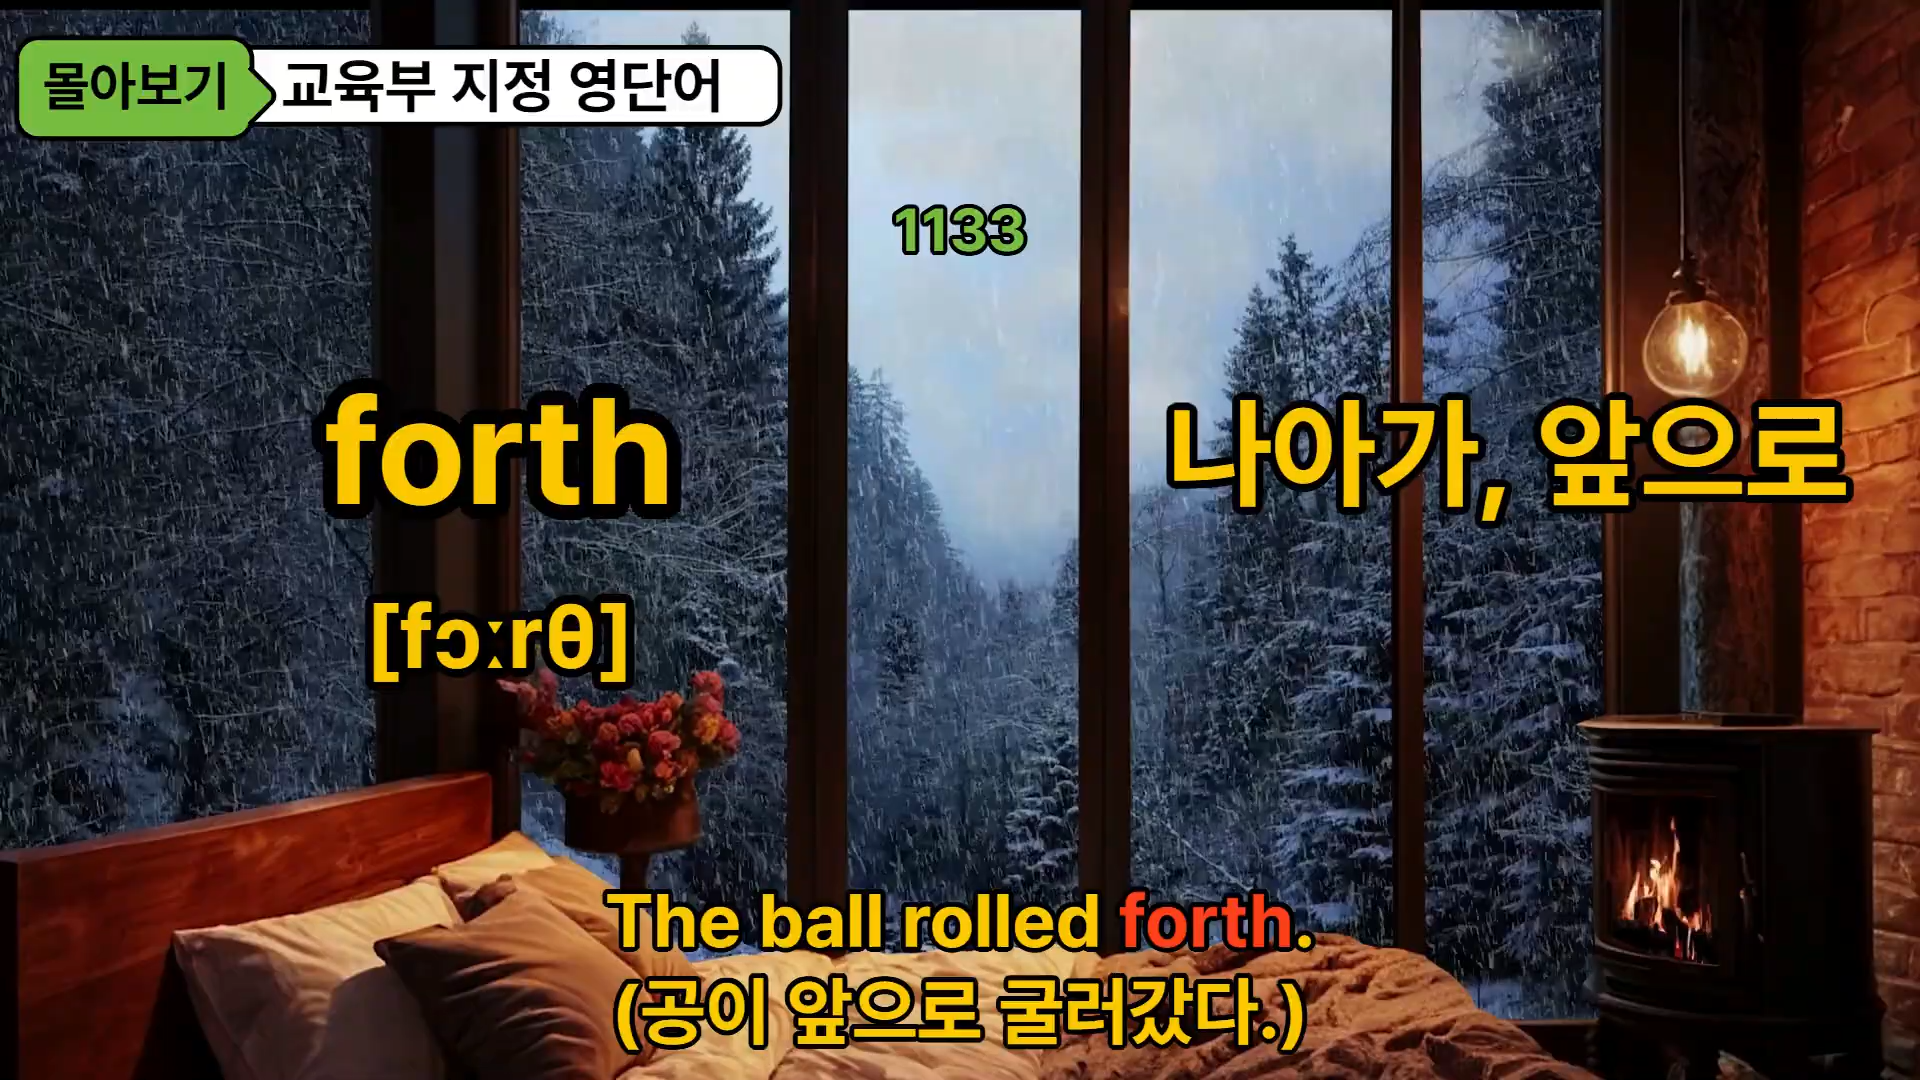 몰아보기 교육부 지정 영단어
1133
forth 나아가, 앞으로
[fɔːrθ]
The ball rolled forth.
(공이 앞으로 굴러갔다.)